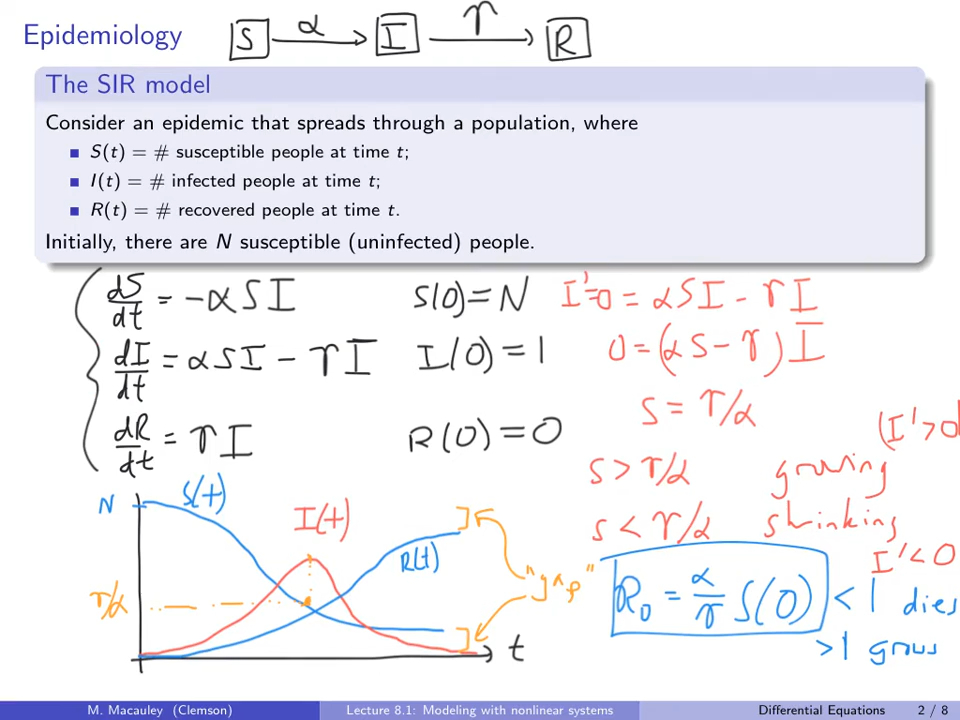 Epidemiology
S α I γ R
The SIR model
Consider an epidemic that spreads through a population, where
S(t) = # susceptible people at time t;
I(t) = # infected people at time t;
R(t) = # recovered people at time t.
Initially, there are N susceptible (uninfected) people.
dS/dt = -αSI S(0)=N
dI/dt = αSI - γI I(0)=1
dR/dt = γI R(0)=0
I'=0 = αSI - γI
0=(αS-γ)I
S = γ/α
(I'>0
S > γ/α growing
S < γ/α shrinking
I'<0
N S(t)
I(t)
R(t)
"gap"
γ/α
t
R₀ = α/γ S(0) <1 dies
>1 grows
M. Macauley (Clemson) Lecture 8.1: Modeling with nonlinear systems Differential Equations 2 / 8